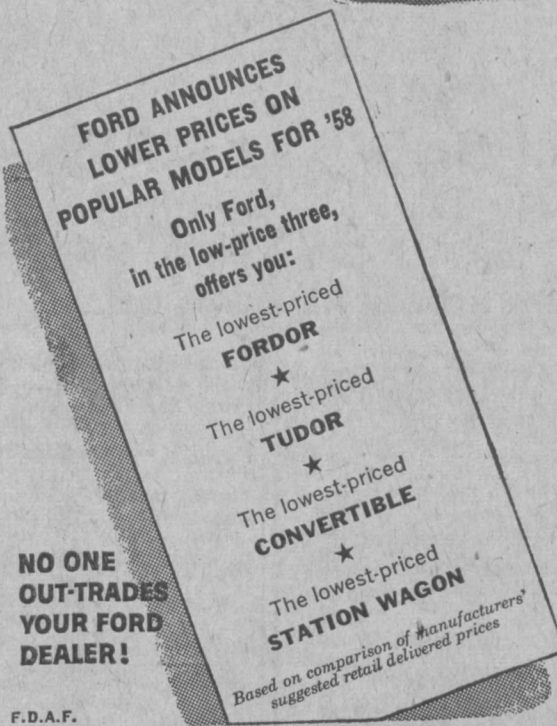 FORD ANNOUNCES
LOWER PRICES ON
POPULAR MODELS FOR '58
Only Ford,
in the low-price three,
offers you:
The lowest-priced
FORDOR
★
The lowest-priced
TUDOR
★
The lowest-priced
CONVERTIBLE
★
The lowest-priced
STATION WAGON
Based on comparison of manufacturers'
suggested retail delivered prices
NO ONE
OUT-TRADES
YOUR FORD
DEALER!
F.D.A.F.